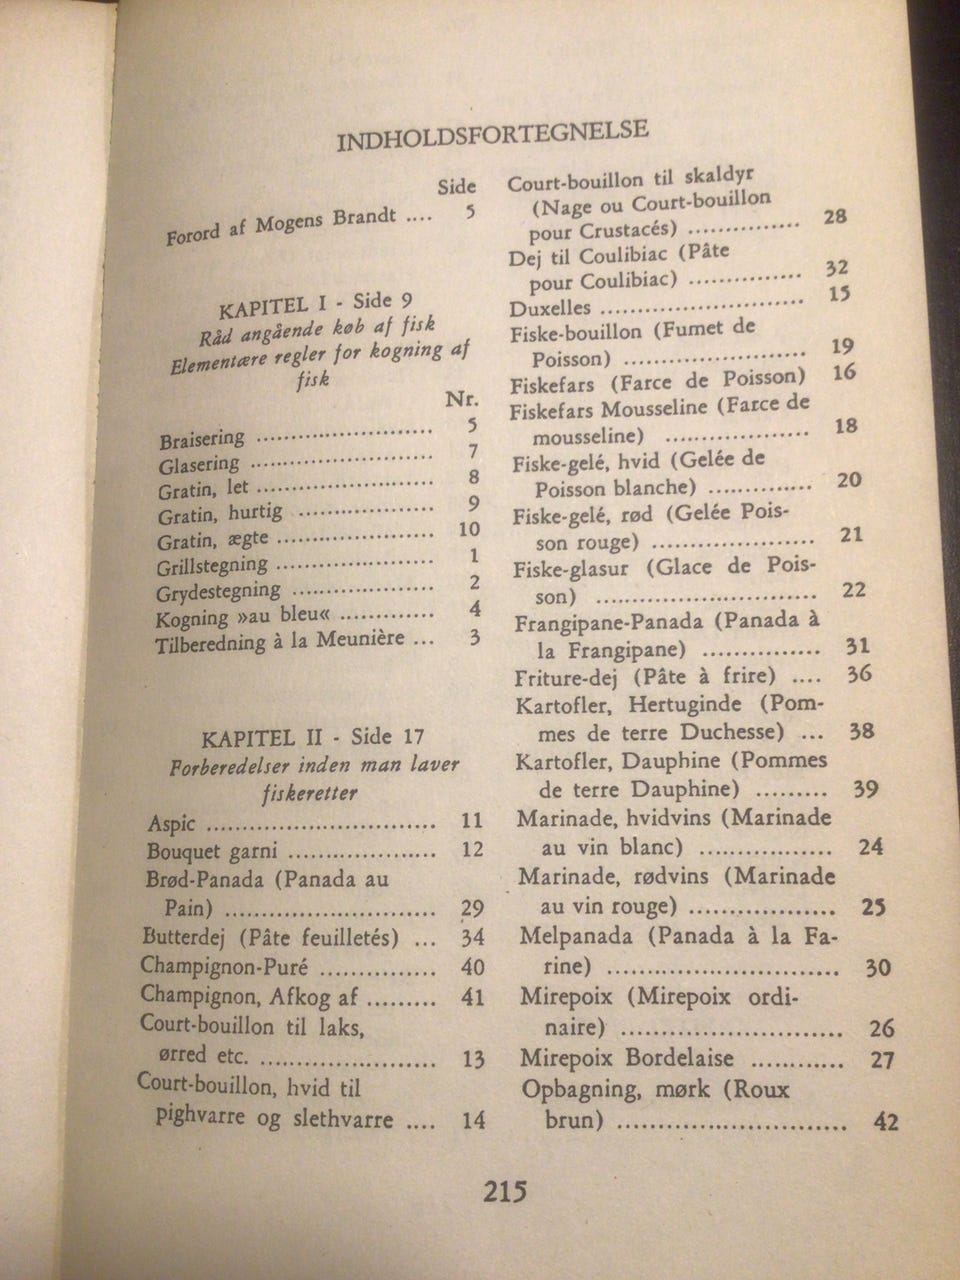 INDHOLDSFORTEGNELSE
Side
Forord af Mogens Brandt .... 5
KAPITEL I - Side 9
Råd angående køb af fisk
Elementære regler for kogning af
fisk
Nr.
Braisering .......................... 5
Glasering ........................... 7
Gratin, let .......................... 8
Gratin, hurtig .................... 9
Gratin, ægte ....................... 10
Grillstegning ...................... 1
Grydestegning .................... 2
Kogning »au bleu« ............. 4
Tilberedning à la Meunière ... 3
KAPITEL II - Side 17
Forberedelser inden man laver
fiskeretter
Aspic ................................ 11
Bouquet garni ..................... 12
Brød-Panada (Panada au
Pain) ............................. 29
Butterdej (Pâte feuilletés) ... 34
Champignon-Puré ............... 40
Champignon, Afkog af ......... 41
Court-bouillon til laks,
ørred etc. ........................ 13
Court-bouillon, hvid til
pighvarre og slethvarre .... 14
Court-bouillon til skaldyr
(Nage ou Court-bouillon
pour Crustacés) ............... 28
Dej til Coulibiac (Pâte
pour Coulibiac) ............... 32
Duxelles ........................... 15
Fiske-bouillon (Fumet de
Poisson) ........................ 19
Fiskefars (Farce de Poisson) 16
Fiskefars Mousseline (Farce de
mousseline) ................... 18
Fiske-gelé, hvid (Gelée de
Poisson blanche) ............. 20
Fiske-gelé, rød (Gelée Pois-
son rouge) ..................... 21
Fiske-glasur (Glace de Pois-
son) ............................. 22
Frangipane-Panada (Panada à
la Frangipane) ............... 31
Friture-dej (Pâte à frire) .... 36
Kartofler, Hertuginde (Pom-
mes de terre Duchesse) ... 38
Kartofler, Dauphine (Pommes
de terre Dauphine) ......... 39
Marinade, hvidvins (Marinade
au vin blanc) ................. 24
Marinade, rødvins (Marinade
au vin rouge) .................. 25
Melpanada (Panada à la Fa-
rine) .............................. 30
Mirepoix (Mirepoix ordi-
naire) ........................... 26
Mirepoix Bordelaise ............ 27
Opbagning, mørk (Roux
brun) ............................. 42
215